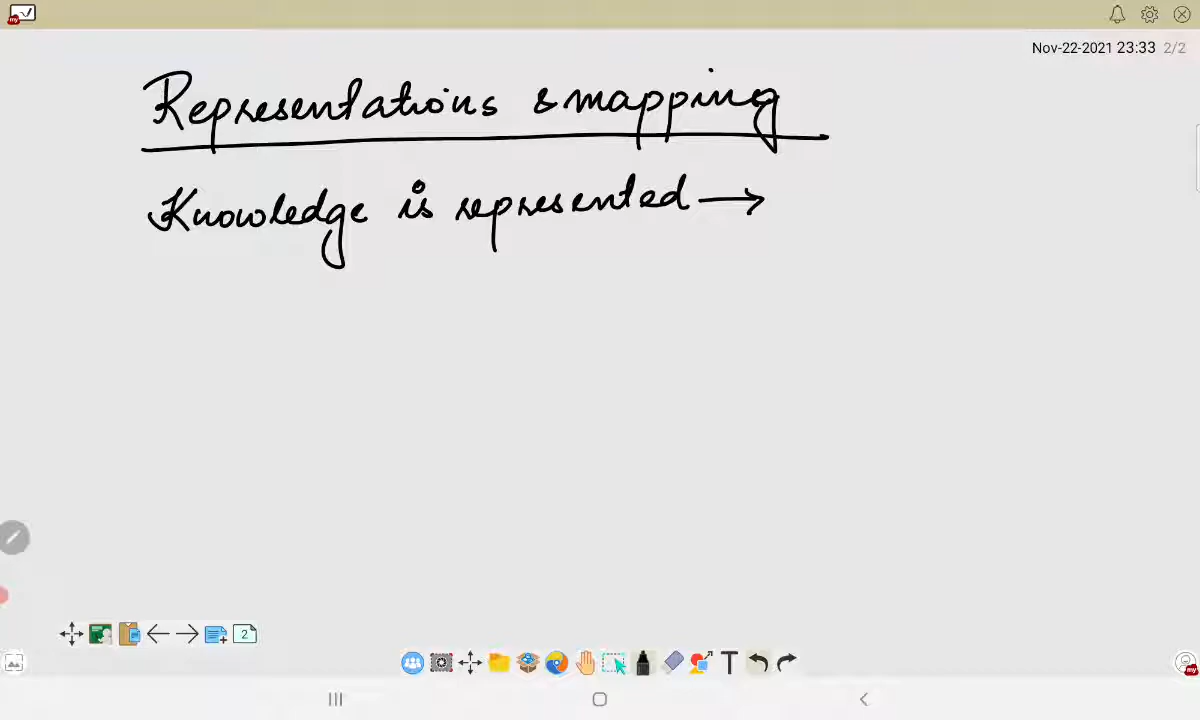 Nov-22-2021 23:33 2/2
Representations & mapping
Knowledge is represented →
2
T